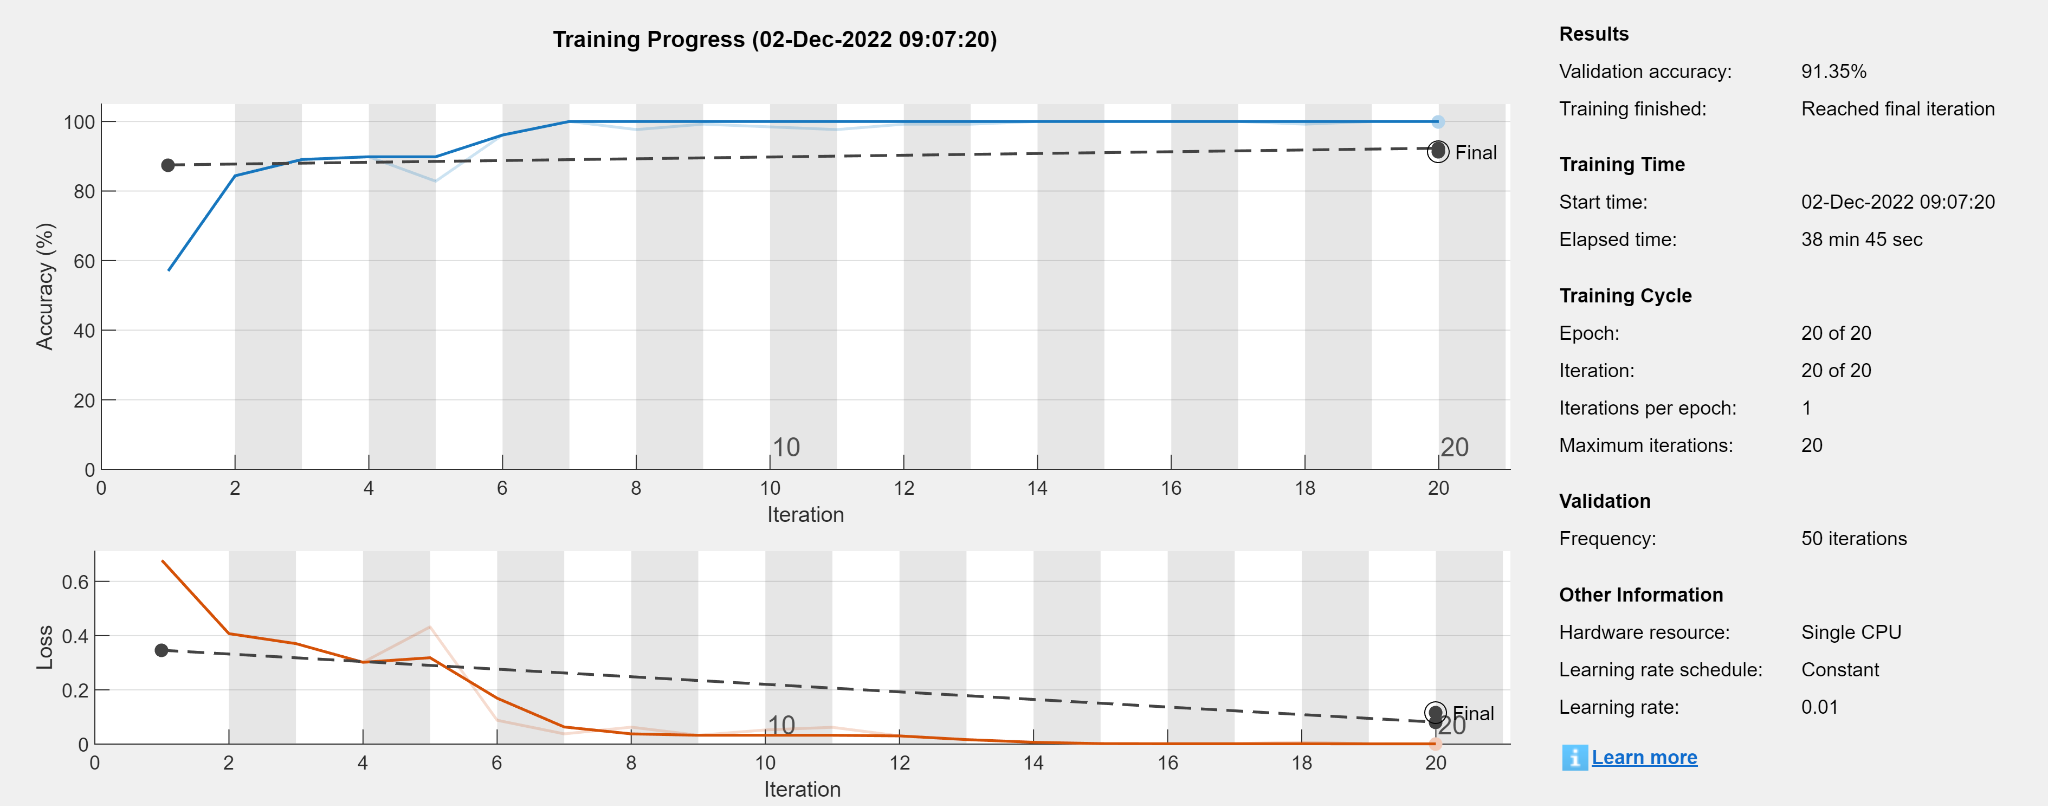 Training Progress (02-Dec-2022 09:07:20)
100
80
60
40
20
0
Accuracy (%)
Final
10
20
0 2 4 6 8 10 12 14 16 18 20
Iteration
0.6
0.4
0.2
0
Loss
Final
10
20
0 2 4 6 8 10 12 14 16 18 20
Iteration
Results
Validation accuracy: 91.35%
Training finished: Reached final iteration
Training Time
Start time: 02-Dec-2022 09:07:20
Elapsed time: 38 min 45 sec
Training Cycle
Epoch: 20 of 20
Iteration: 20 of 20
Iterations per epoch: 1
Maximum iterations: 20
Validation
Frequency: 50 iterations
Other Information
Hardware resource: Single CPU
Learning rate schedule: Constant
Learning rate: 0.01
i Learn more